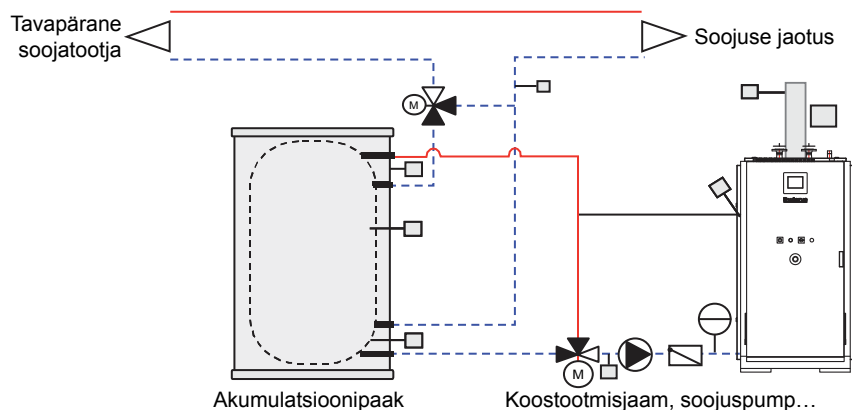 Tavapärane
soojatootja
Soojuse jaotus
M
M
Akumulatsioonipaak
Koostootmisjaam, soojuspump…